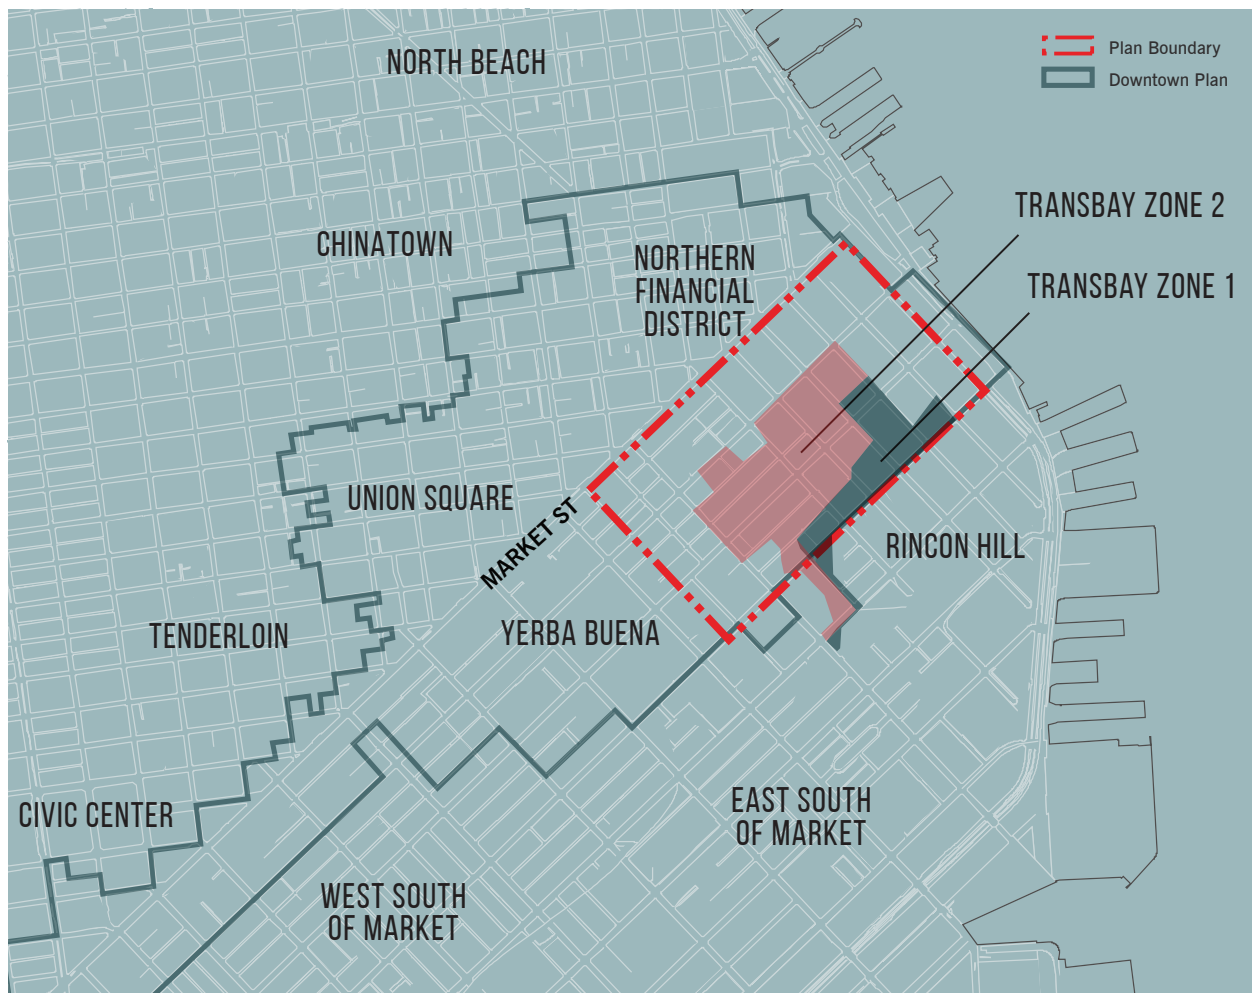 NORTH BEACH
Plan Boundary
Downtown Plan
TRANSBAY ZONE 2
CHINATOWN
NORTHERN
FINANCIAL
DISTRICT
TRANSBAY ZONE 1
UNION SQUARE
MARKET ST
RINCON HILL
TENDERLOIN
YERBA BUENA
CIVIC CENTER
EAST SOUTH
OF MARKET
WEST SOUTH
OF MARKET